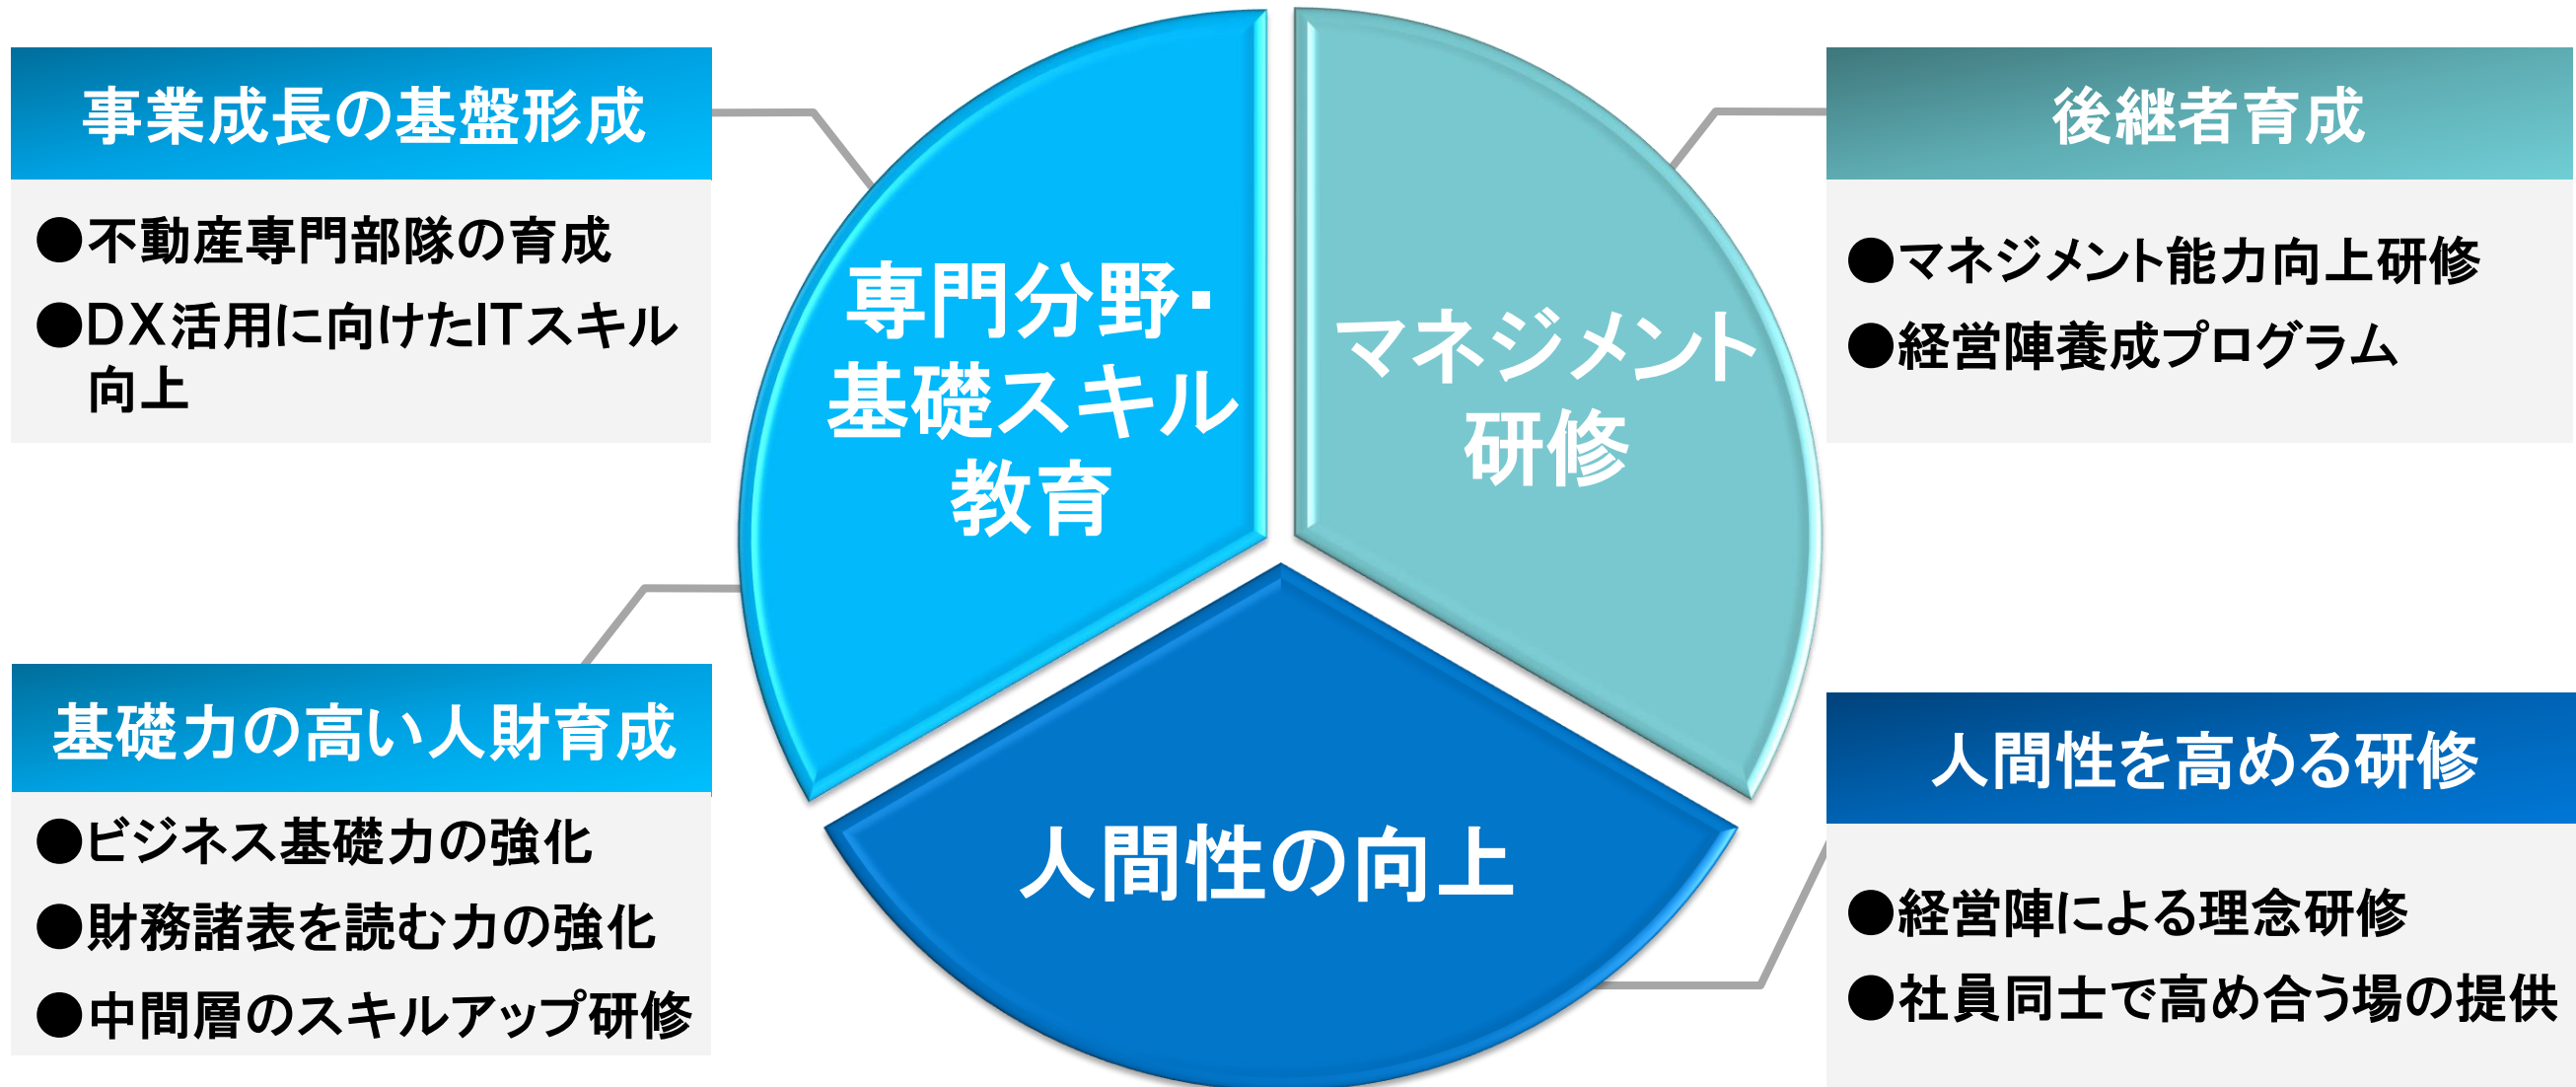 事業成長の基盤形成
●不動産専門部隊の育成
●DX活用に向けたITスキル
向上
専門分野・
基礎スキル
教育
マネジメント
研修
後継者育成
●マネジメント能力向上研修
●経営陣養成プログラム
基礎力の高い人財育成
●ビジネス基礎力の強化
●財務諸表を読む力の強化
●中間層のスキルアップ研修
人間性の向上
人間性を高める研修
●経営陣による理念研修
●社員同士で高め合う場の提供